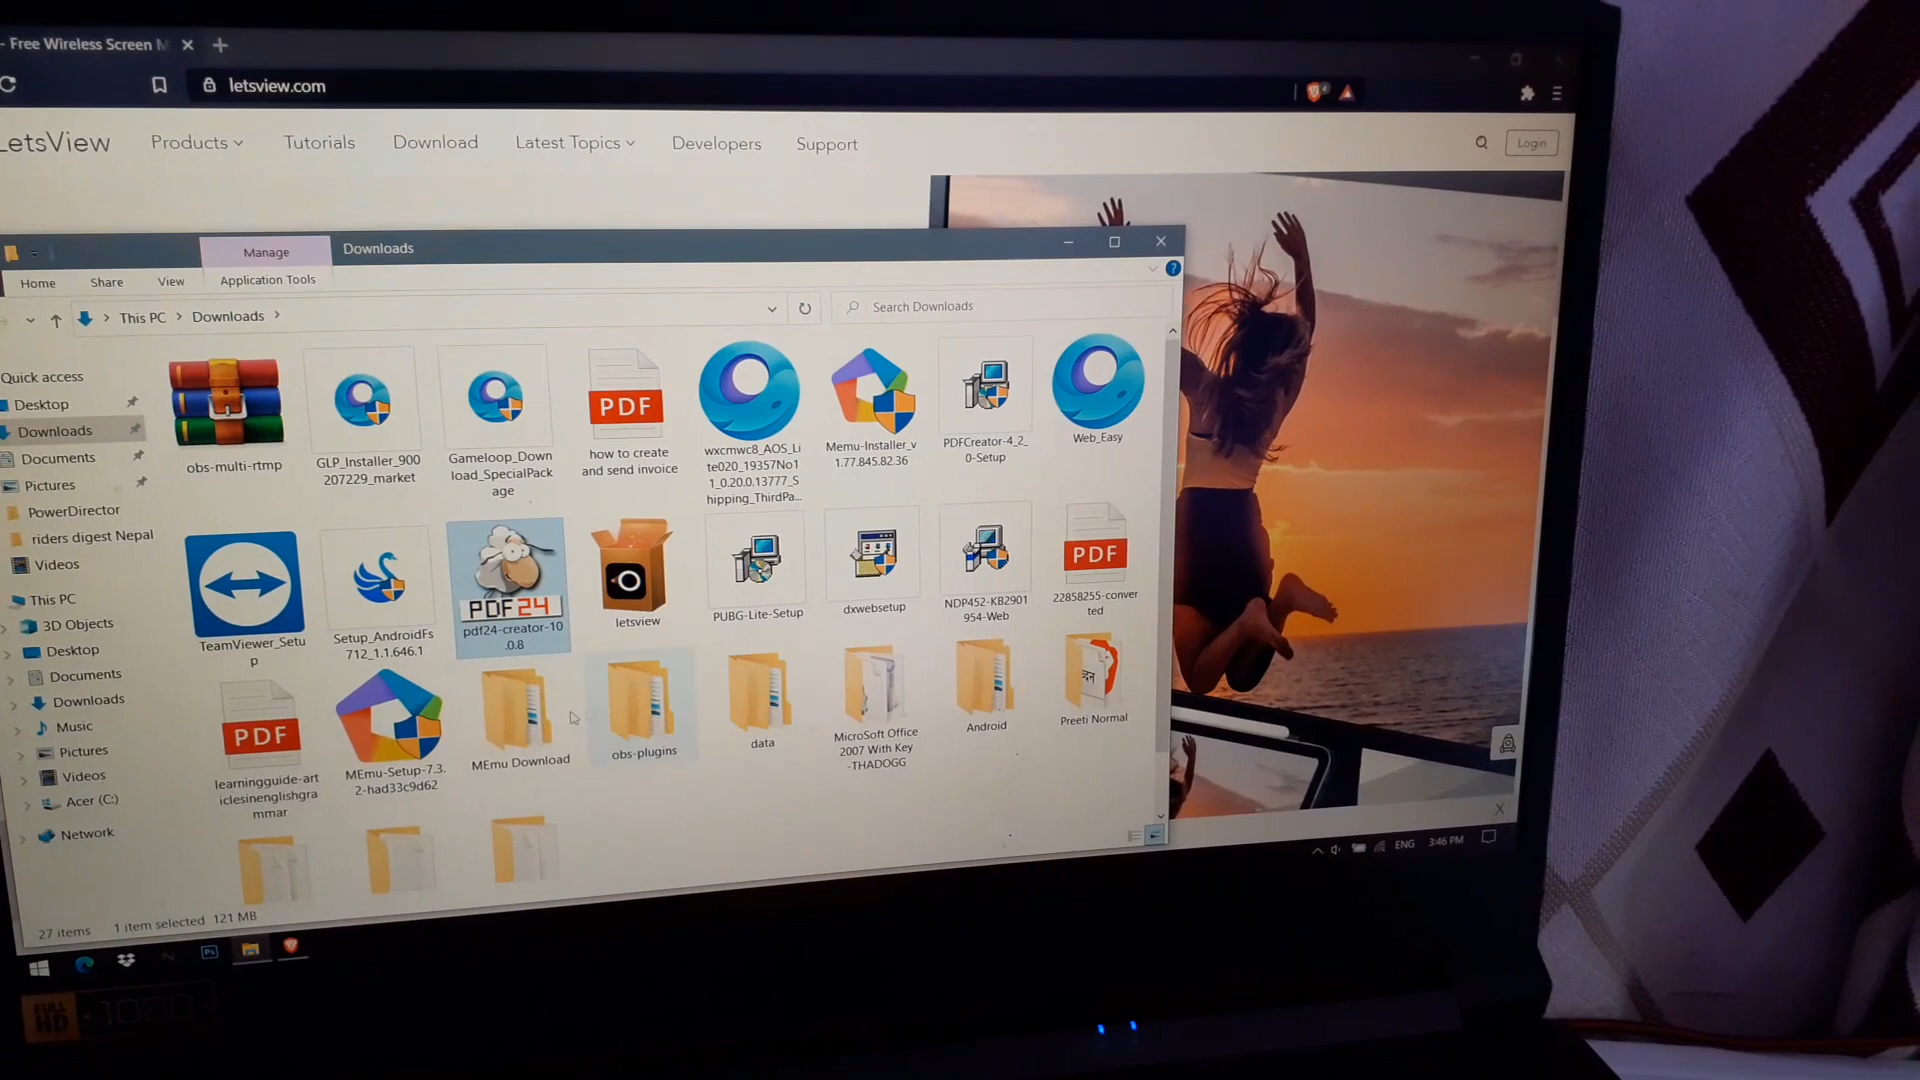 - Free Wireless Screen M
letsview.com
4
LetsView
Products
Tutorials
Download
Latest Topics
Developers
Support
Login
Manage
Downloads
Home
Share
View
Application Tools
This PC
Downloads
Search Downloads
Quick access
Desktop
Downloads
Documents
Pictures
PowerDirector
riders digest Nepal
Videos
This PC
3D Objects
Desktop
Documents
Downloads
Music
Pictures
Videos
Acer (C:)
Network
obs-multi-rtmp
GLP_Installer_900
207229_market
Gameloop_Down
load_SpecialPack
age
PDF
how to create
and send invoice
wxcmwc8_AOS_Li
te020_19357No1
1_0.20.0.13777_S
hipping_ThirdPa...
Memu-Installer_v
1.77.845.82.36
PDFCreator-4_2_
0-Setup
Web_Easy
TeamViewer_Setu
p
Setup_AndroidFs
712_1.1.646.1
PDF24
pdf24-creator-10
.0.8
letsview
PUBG-Lite-Setup
dxwebsetup
NDP452-KB2901
954-Web
PDF
22858255-conver
ted
PDF
learningguide-art
iclesinenglishgra
mmar
MEmu-Setup-7.3.
2-had33c9d62
MEmu Download
obs-plugins
data
MicroSoft Office
2007 With Key
-THADOGG
Android
Preeti Normal
27 items
1 item selected
121 MB
Ps
ENG
3:46 PM
FULL
HD
1080